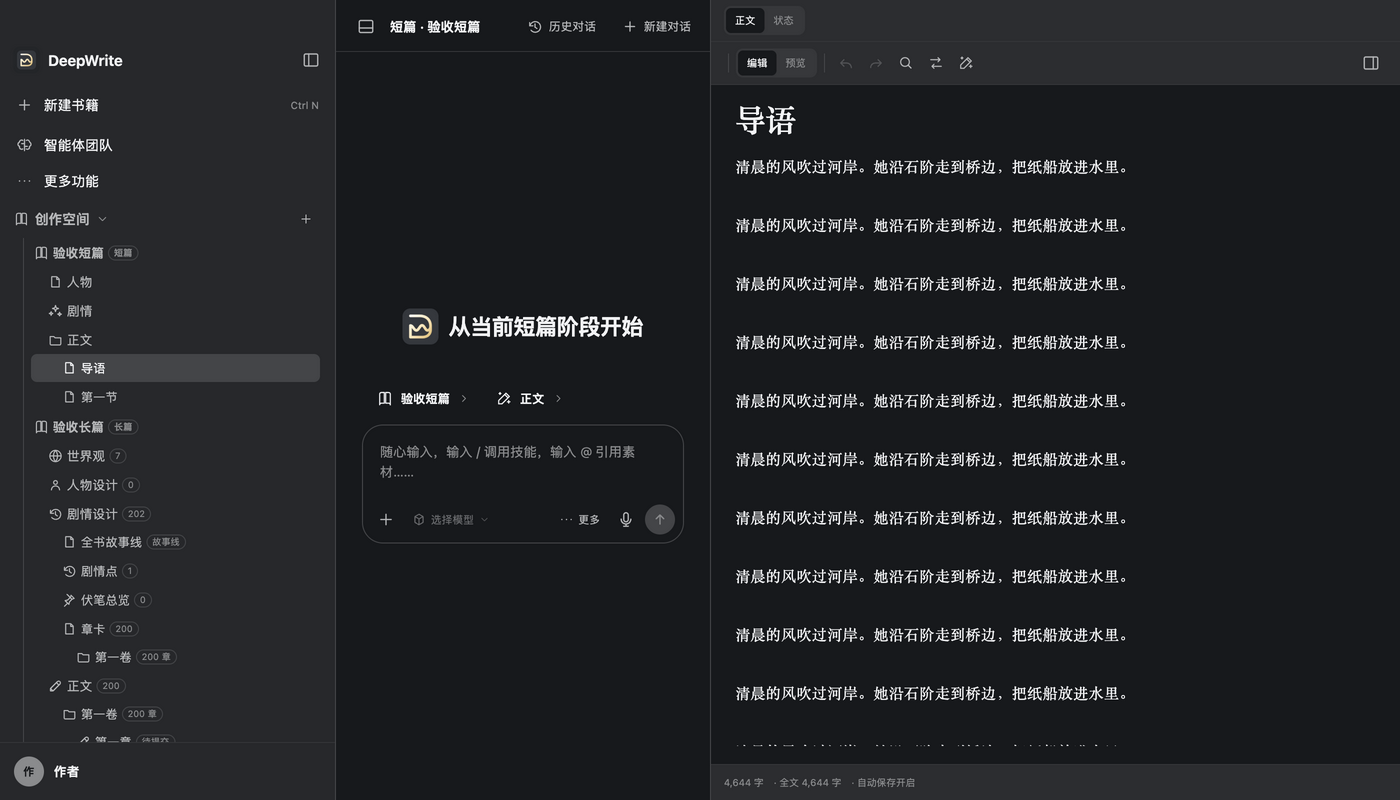 DeepWrite
新建书籍 Ctrl N
智能体团队
更多功能
创作空间
验收短篇 短篇
人物
剧情
正文
导语
第一节
验收长篇 长篇
世界观 7
人物设计 0
剧情设计 202
全书故事线 故事线
剧情点 1
伏笔总览 0
章卡 200
第一卷 200 章
正文 200
第一卷 200 章
第一章 待提交
作 作者
短篇 · 验收短篇 历史对话 新建对话
从当前短篇阶段开始
验收短篇 正文
随心输入，输入 / 调用技能，输入 @ 引用素
材……
选择模型 ··· 更多
正文 状态
编辑 预览
导语
清晨的风吹过河岸。她沿石阶走到桥边，把纸船放进水里。
清晨的风吹过河岸。她沿石阶走到桥边，把纸船放进水里。
清晨的风吹过河岸。她沿石阶走到桥边，把纸船放进水里。
清晨的风吹过河岸。她沿石阶走到桥边，把纸船放进水里。
清晨的风吹过河岸。她沿石阶走到桥边，把纸船放进水里。
清晨的风吹过河岸。她沿石阶走到桥边，把纸船放进水里。
清晨的风吹过河岸。她沿石阶走到桥边，把纸船放进水里。
清晨的风吹过河岸。她沿石阶走到桥边，把纸船放进水里。
清晨的风吹过河岸。她沿石阶走到桥边，把纸船放进水里。
清晨的风吹过河岸。她沿石阶走到桥边，把纸船放进水里。
4,644 字 · 全文 4,644 字 · 自动保存开启